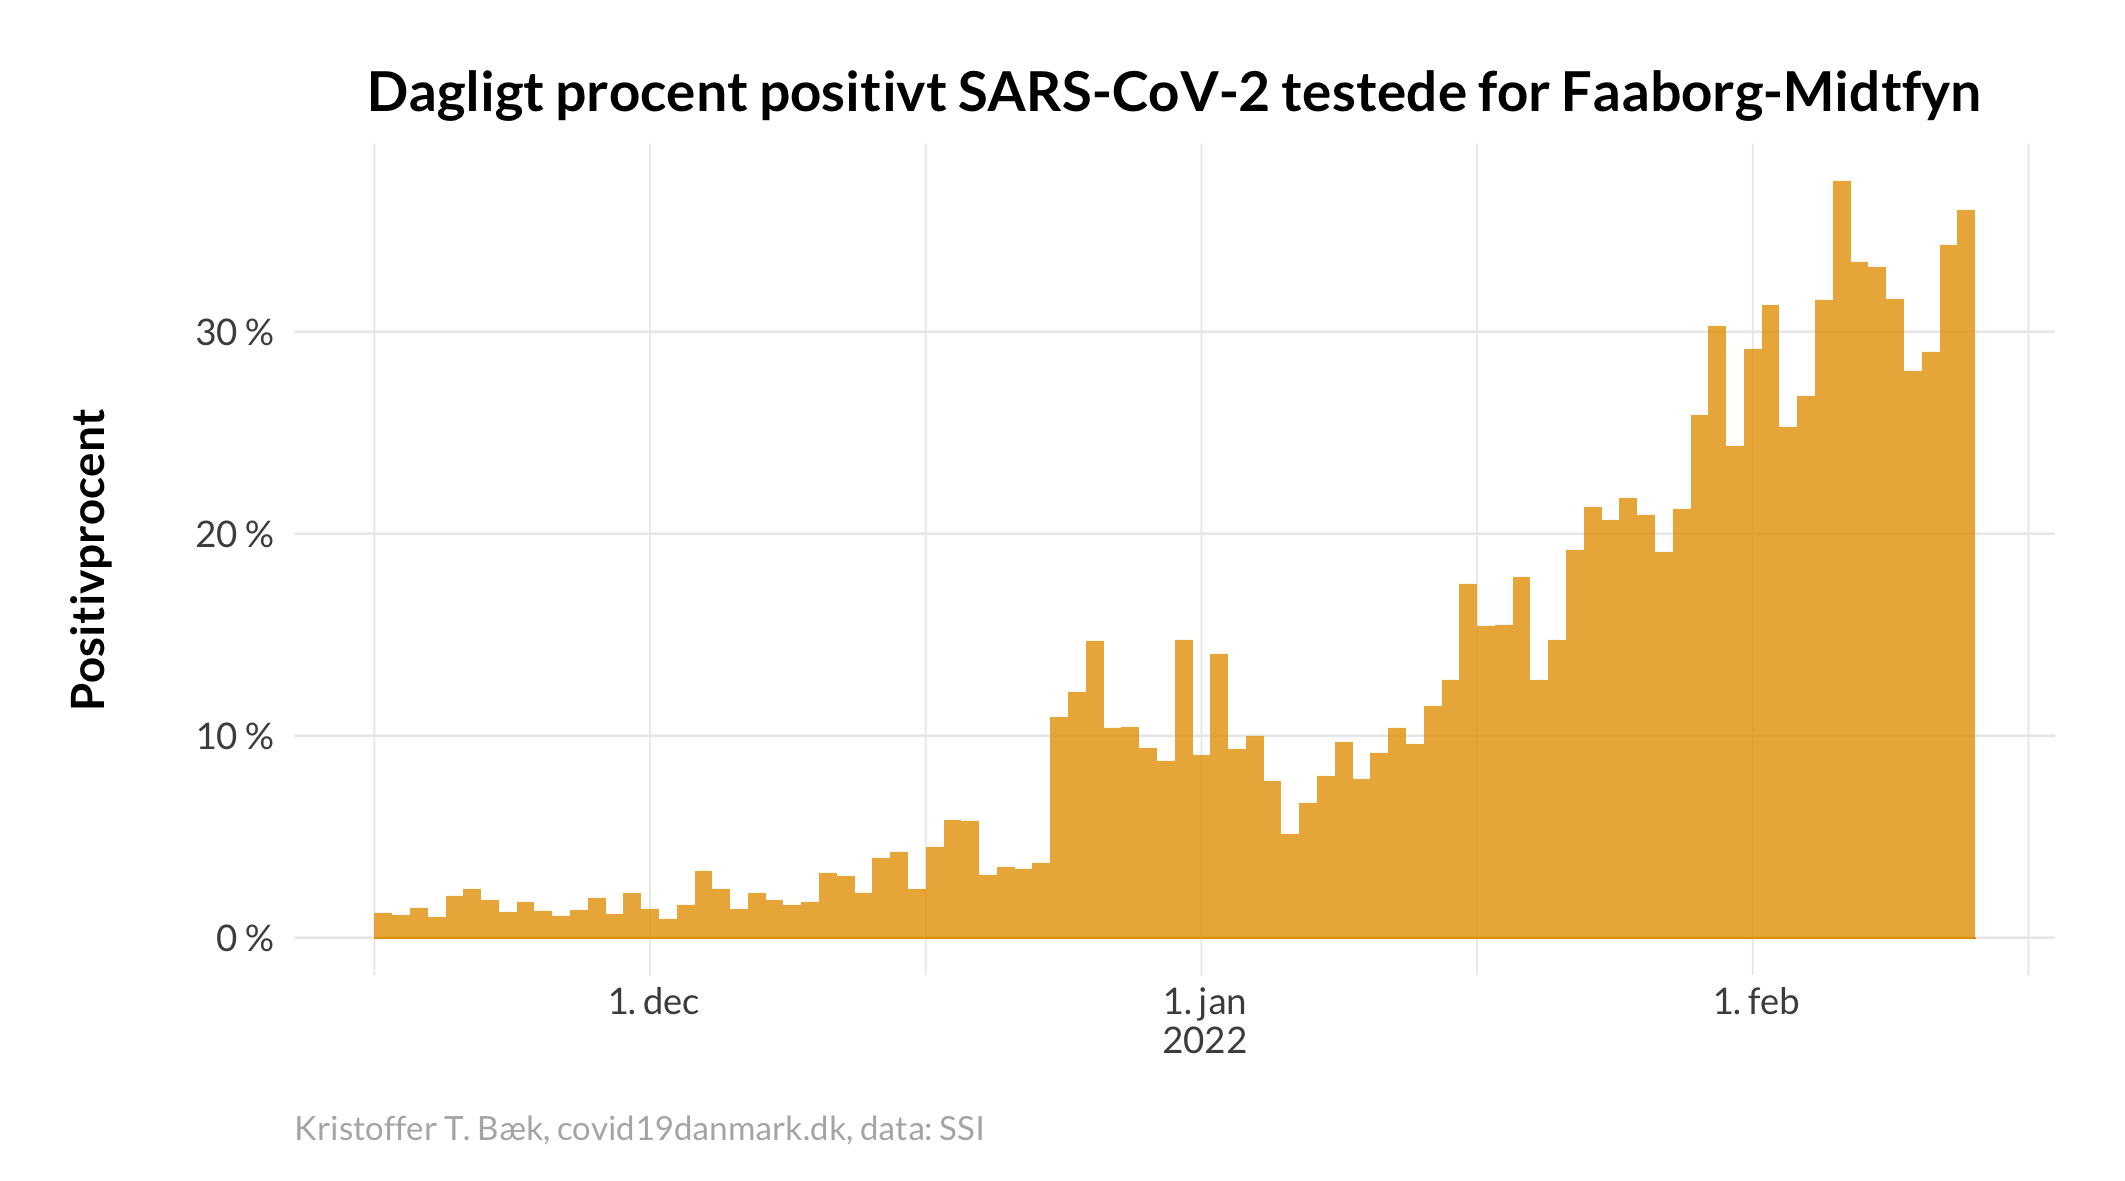 Dagligt procent positivt SARS-CoV-2 testede for Faaborg-Midtfyn
Positivprocent
30 %
20 %
10 %
0 %
1. dec
1. jan
2022
1. feb
Kristoffer T. Bæk, covid19danmark.dk, data: SSI